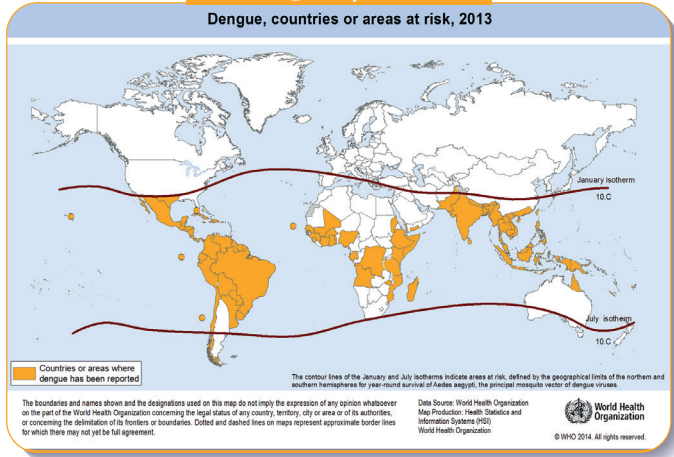 Dengue, countries or areas at risk, 2013
January isotherm
10.C
July isotherm
10.C
Countries or areas where
dengue has been reported
The contour lines of the January and July isotherms indicate areas at risk, defined by the geographical limits of the northern and
southern hemispheres for year-round survival of Aedes aegypti, the principal mosquito vector of dengue viruses.
The boundaries and names shown and the designations used on this map do not imply the expression of any opinion whatsoever
on the part of the World Health Organization concerning the legal status of any country, territory, city or area or of its authorities,
or concerning the delimitation of its frontiers or boundaries. Dotted and dashed lines on maps represent approximate border lines
for which there may not yet be full agreement.
Data Source: World Health Organization
Map Production: Health Statistics and
Information Systems (HSI)
World Health Organization
World Health
Organization
© WHO 2014. All rights reserved.